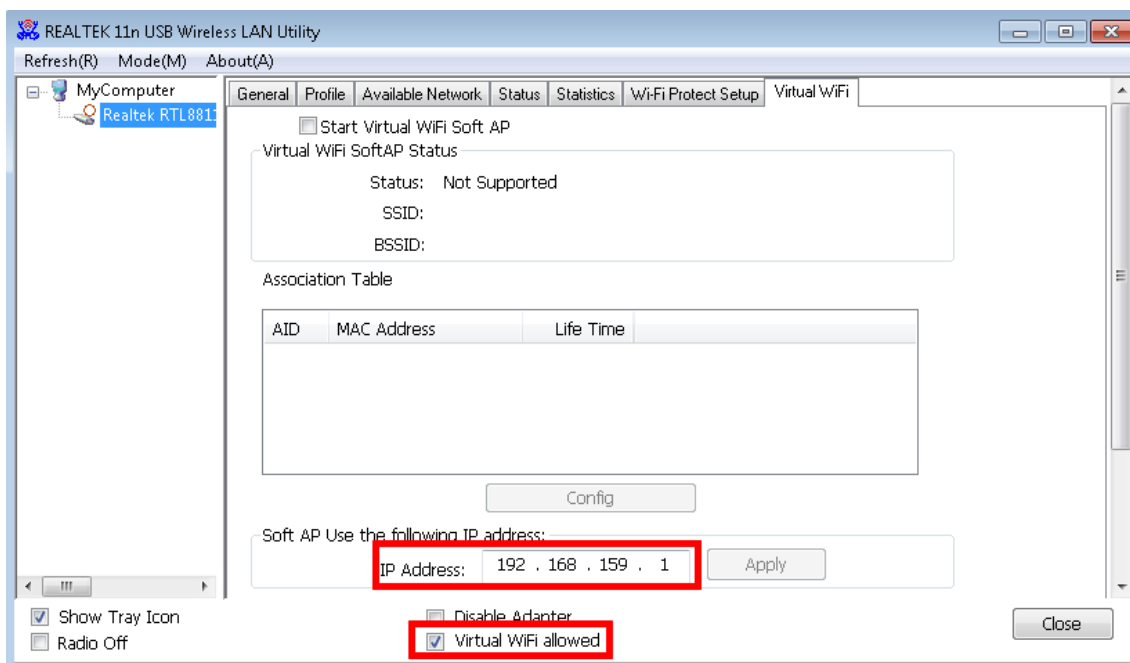 REALTEK 11n USB Wireless LAN Utility
Refresh(R) Mode(M) About(A)
MyComputer
Realtek RTL881
General Profile Available Network Status Statistics Wi-Fi Protect Setup Virtual WiFi
Start Virtual WiFi Soft AP
Virtual WiFi SoftAP Status
Status: Not Supported
SSID:
BSSID:
Association Table
AID MAC Address Life Time
Config
Soft AP Use the following IP address:
IP Address: 192 . 168 . 159 . 1 Apply
Show Tray Icon Disable Adapter
Radio Off Virtual WiFi allowed
Close